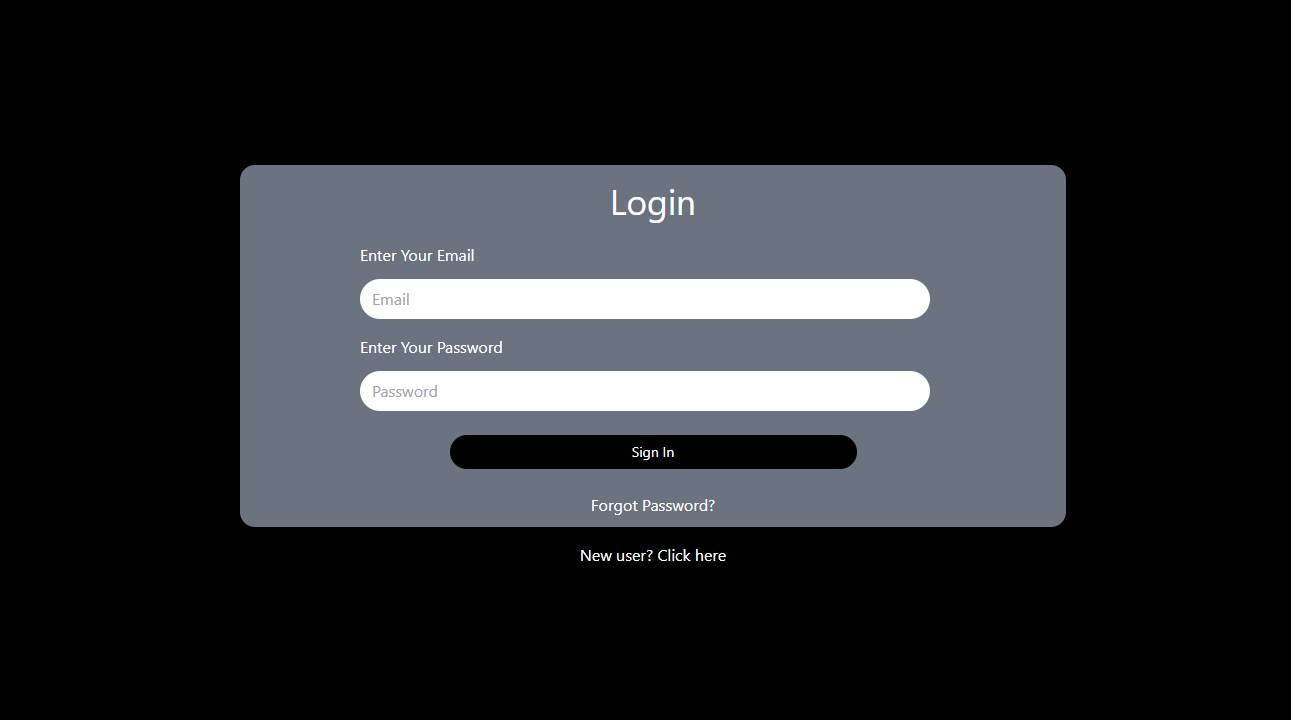 Login
Enter Your Email
Email
Enter Your Password
Password
Sign In
Forgot Password?
New user? Click here